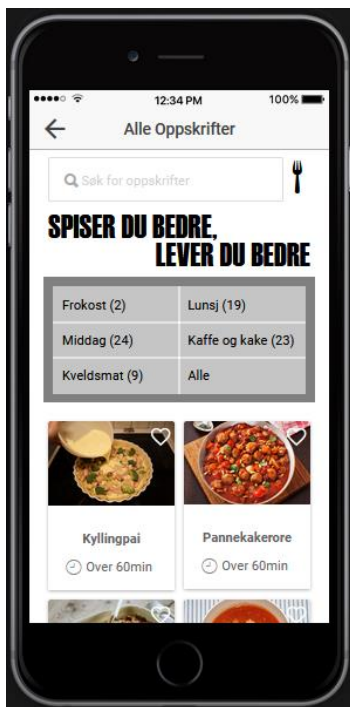 12:34 PM 100%
Alle Oppskrifter
Søk for oppskrifter
SPISER DU BEDRE,
LEVER DU BEDRE
Frokost (2) Lunsj (19)
Middag (24) Kaffe og kake (23)
Kveldsmat (9) Alle
Kyllingpai Pannekakerore
Over 60min Over 60min